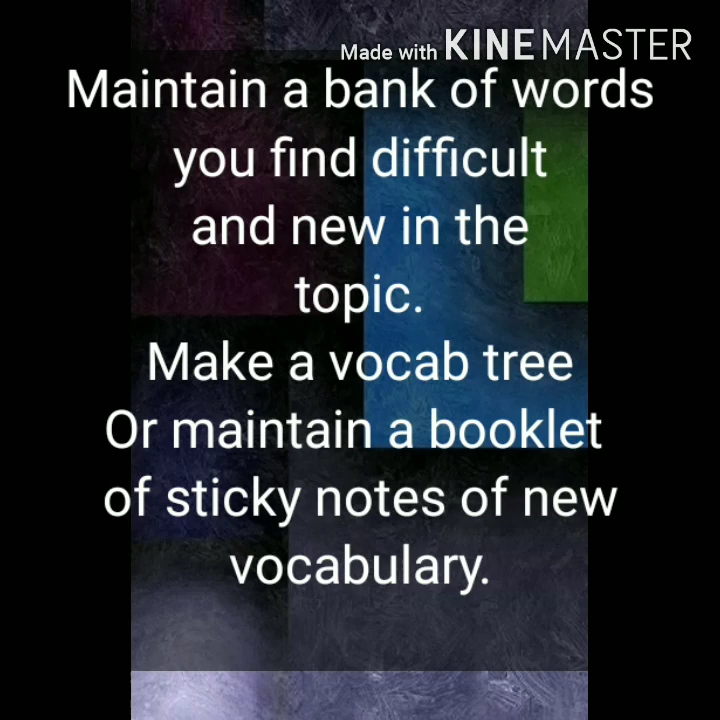 Made with KINEMASTER
Maintain a bank of words
you find difficult
and new in the
topic.
Make a vocab tree
Or maintain a booklet
of sticky notes of new
vocabulary.